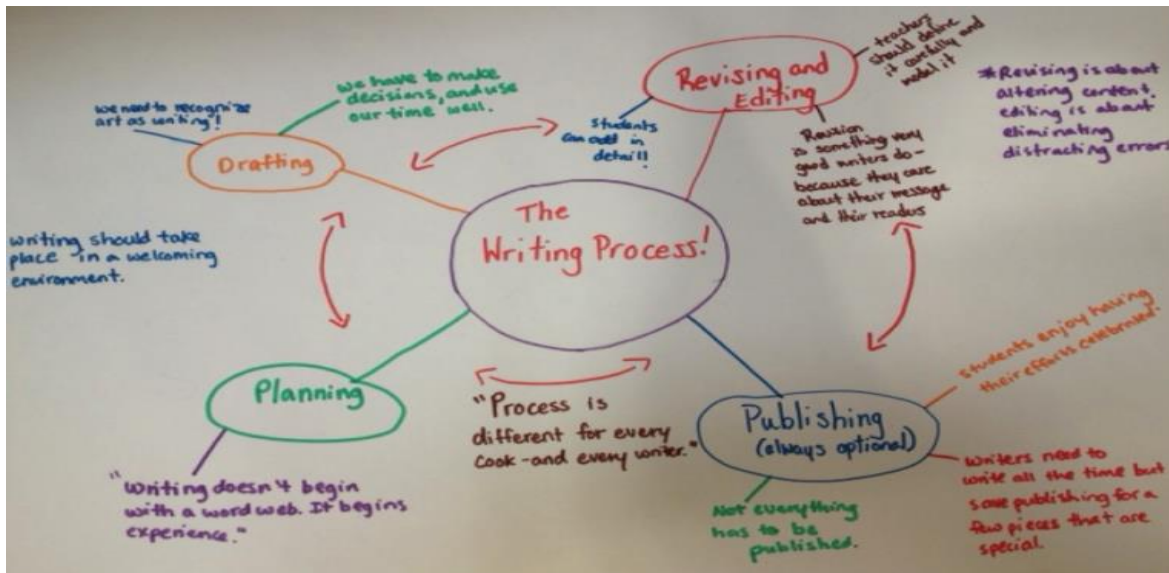 The
Writing Process!
Drafting
we need to recognize
art as writing!
we have to make
decisions, and use
our time well.
Revising and
Editing
Students
can add in
detail!
teachers
should define
it carefully and
model it
Revision
is something very
good writers do-
because they care
about their message
and their readers
*Revising is about
altering content.
editing is about
eliminating
distracting errors
writing should take
place in a welcoming
environment.
Planning
"Writing doesn't begin
with a word web. It begins
experience."
"Process is
different for every
cook-and every writer."
Publishing
(always optional)
Students enjoy having
their efforts celebrated.
Not everything
has to be
published.
Writers need to
write all the time but
save publishing for a
few pieces that are
special.